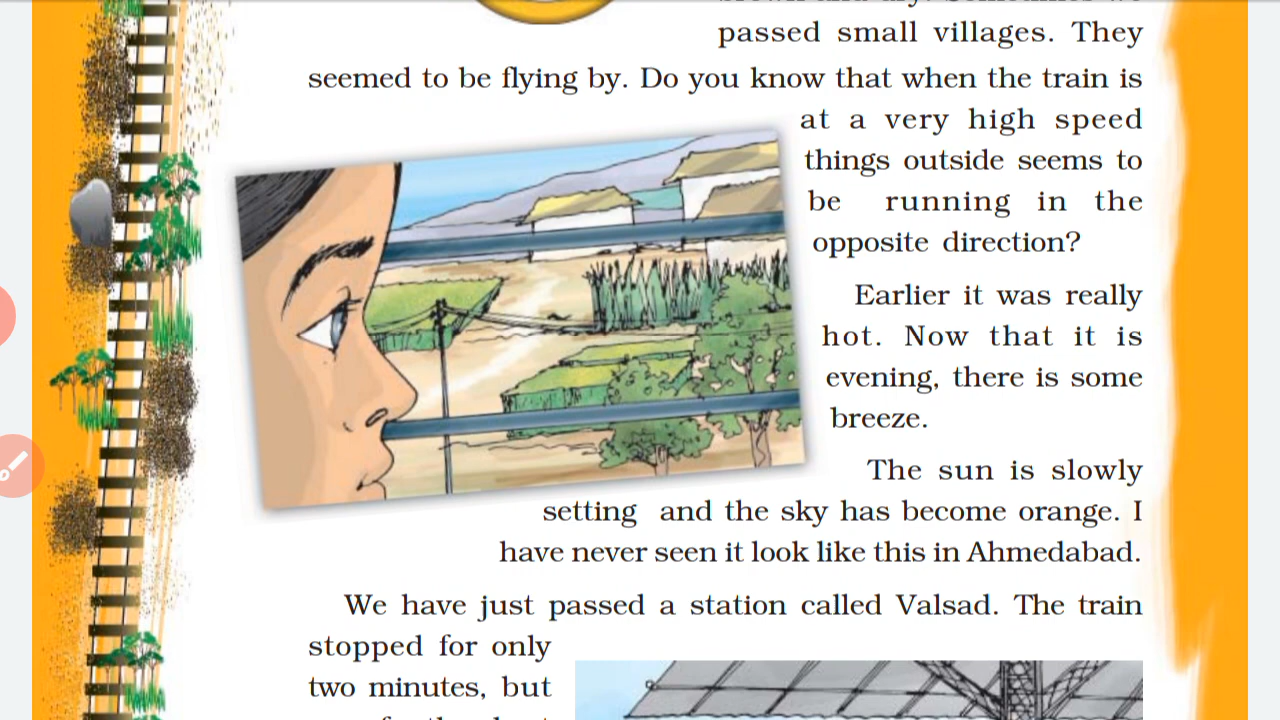 passed small villages. They
seemed to be flying by. Do you know that when the train is
at a very high speed
things outside seems to
be running in the
opposite direction?
Earlier it was really
hot. Now that it is
evening, there is some
breeze.
The sun is slowly
setting and the sky has become orange. I
have never seen it look like this in Ahmedabad.
We have just passed a station called Valsad. The train
stopped for only
two minutes, but